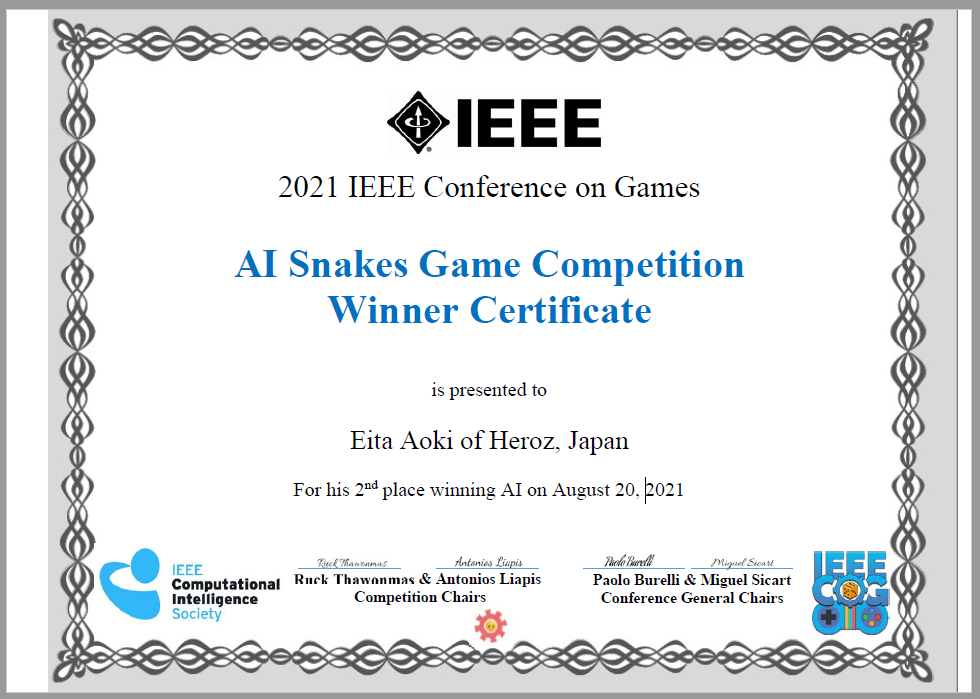 IEEE
2021 IEEE Conference on Games
AI Snakes Game Competition
Winner Certificate
is presented to
Eita Aoki of Heroz, Japan
For his 2nd place winning AI on August 20, 2021
Ruck Thawonmas Antonios Liapis Paolo Burelli Miguel Sicart
Ruck Thawonmas & Antonios Liapis
Competition Chairs
Paolo Burelli & Miguel Sicart
Conference General Chairs
IEEE
Computational
Intelligence
Society
IEEE
COG